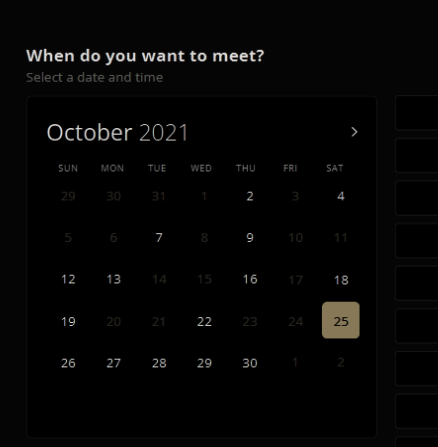 When do you want to meet?
Select a date and time
October 2021
SUN MON TUE WED THU FRI SAT
29 30 31 1 2 3 4
5 6 7 8 9 10 11
12 13 14 15 16 17 18
19 20 21 22 23 24 25
26 27 28 29 30 1 2